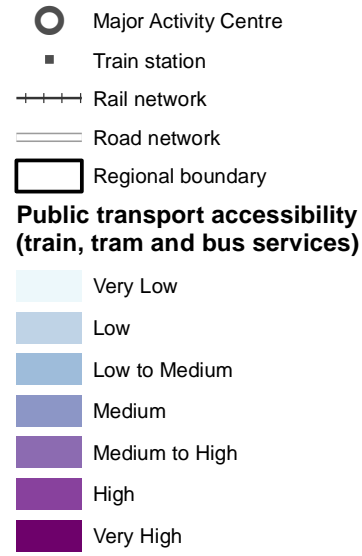 Major Activity Centre
Train station
Rail network
Road network
Regional boundary
Public transport accessibility
(train, tram and bus services)
Very Low
Low
Low to Medium
Medium
Medium to High
High
Very High